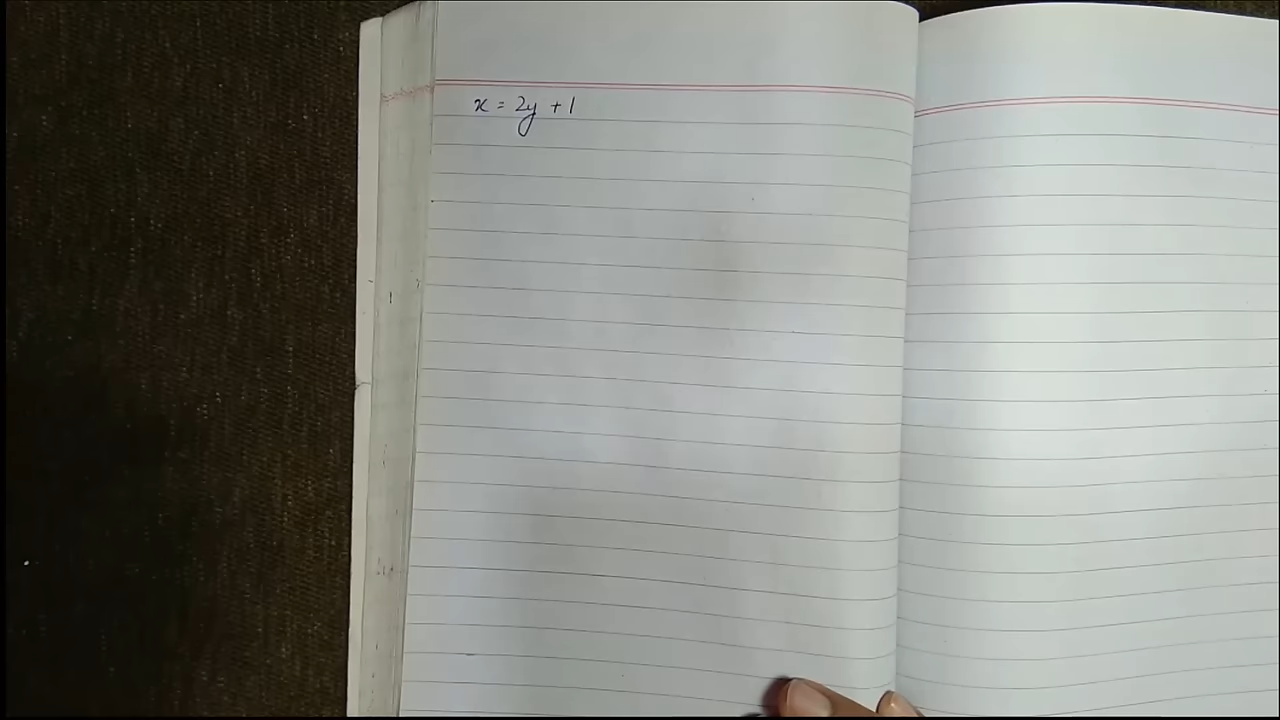 x = 2y + 1